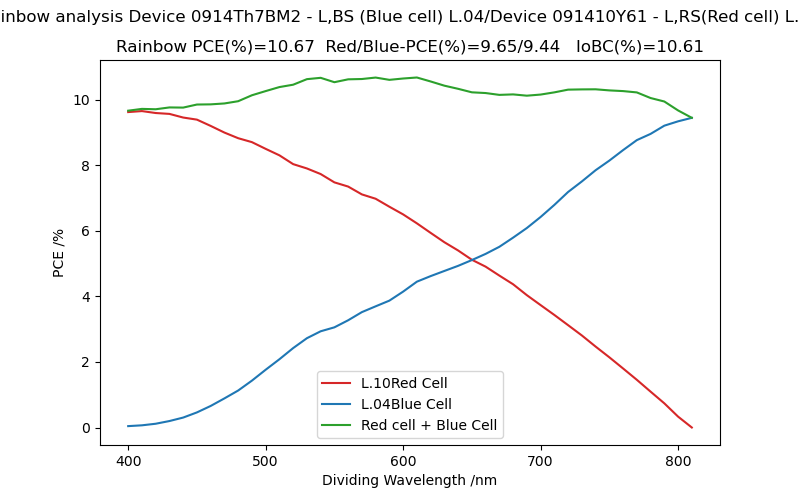 inbow analysis Device 0914Th7BM2 - L,BS (Blue cell) L.04/Device 091410Y61 - L,RS(Red cell) L.
Rainbow PCE(%)=10.67 Red/Blue-PCE(%)=9.65/9.44 IoBC(%)=10.61
PCE /%
10
8
6
4
2
0
L.10Red Cell
L.04Blue Cell
Red cell + Blue Cell
400 500 600 700 800
Dividing Wavelength /nm